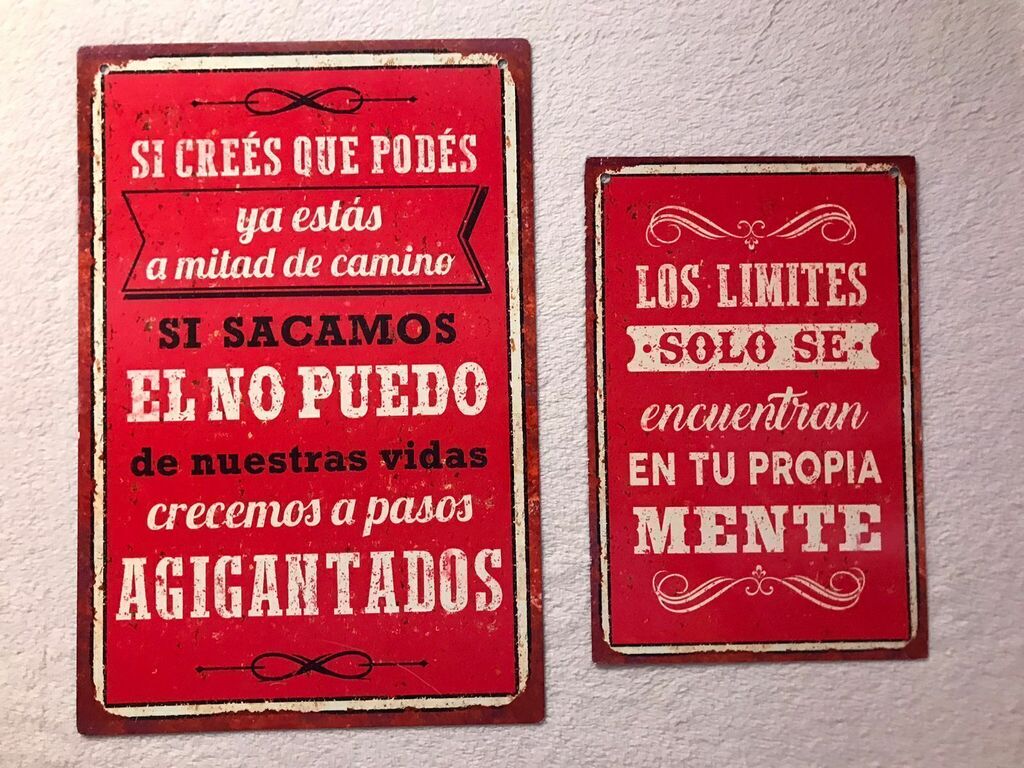 SI CREÉS QUE PODÉS
ya estás
a mitad de camino
SI SACAMOS
EL NO PUEDO
de nuestras vidas
crecemos a pasos
AGIGANTADOS
LOS LIMITES
SOLO SE
encuentran
EN TU PROPIA
MENTE